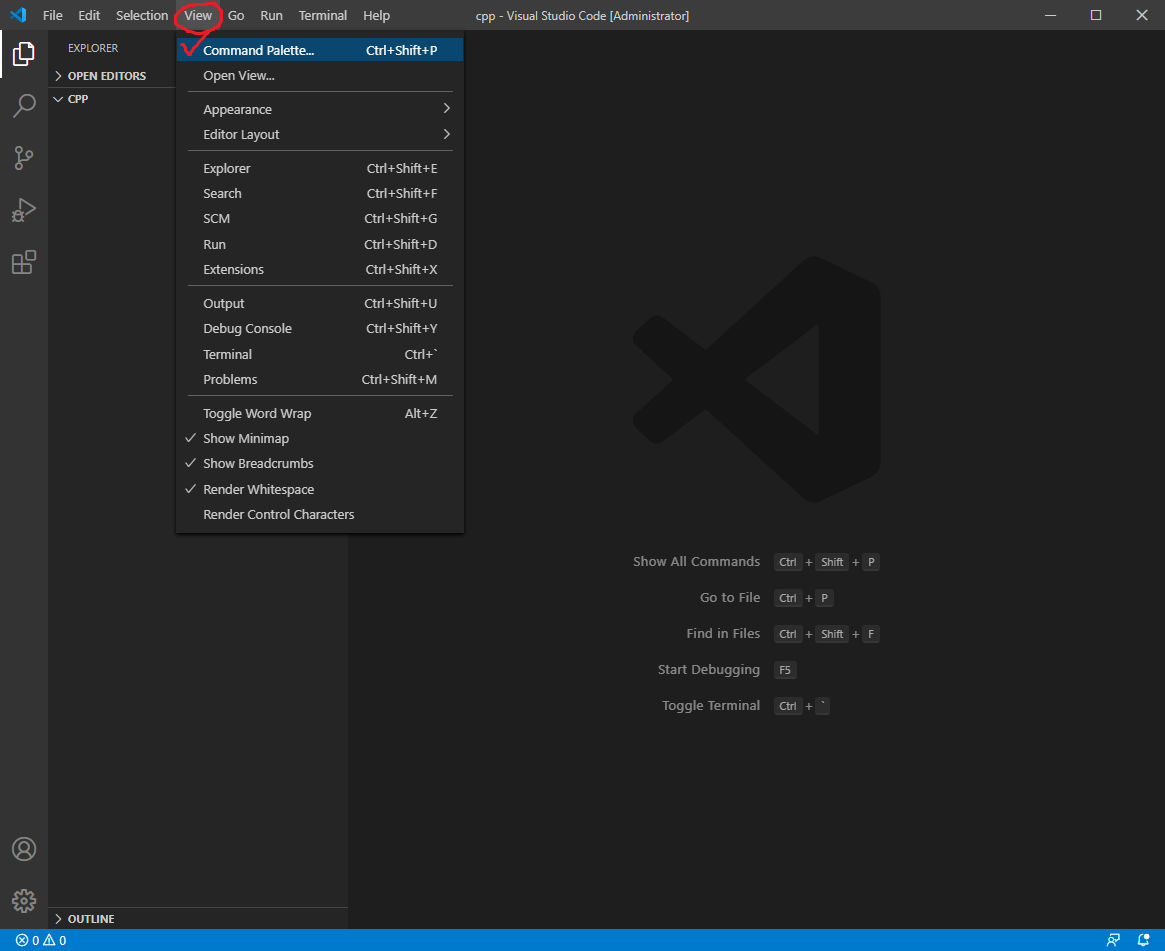 File Edit Selection View Go Run Terminal Help cpp - Visual Studio Code [Administrator]
EXPLORER
OPEN EDITORS
CPP
Command Palette... Ctrl+Shift+P
Open View...
Appearance
Editor Layout
Explorer Ctrl+Shift+E
Search Ctrl+Shift+F
SCM Ctrl+Shift+G
Run Ctrl+Shift+D
Extensions Ctrl+Shift+X
Output Ctrl+Shift+U
Debug Console Ctrl+Shift+Y
Terminal Ctrl+`
Problems Ctrl+Shift+M
Toggle Word Wrap Alt+Z
Show Minimap
Show Breadcrumbs
Render Whitespace
Render Control Characters
Show All Commands Ctrl + Shift + P
Go to File Ctrl + P
Find in Files Ctrl + Shift + F
Start Debugging F5
Toggle Terminal Ctrl + `
OUTLINE
0 0